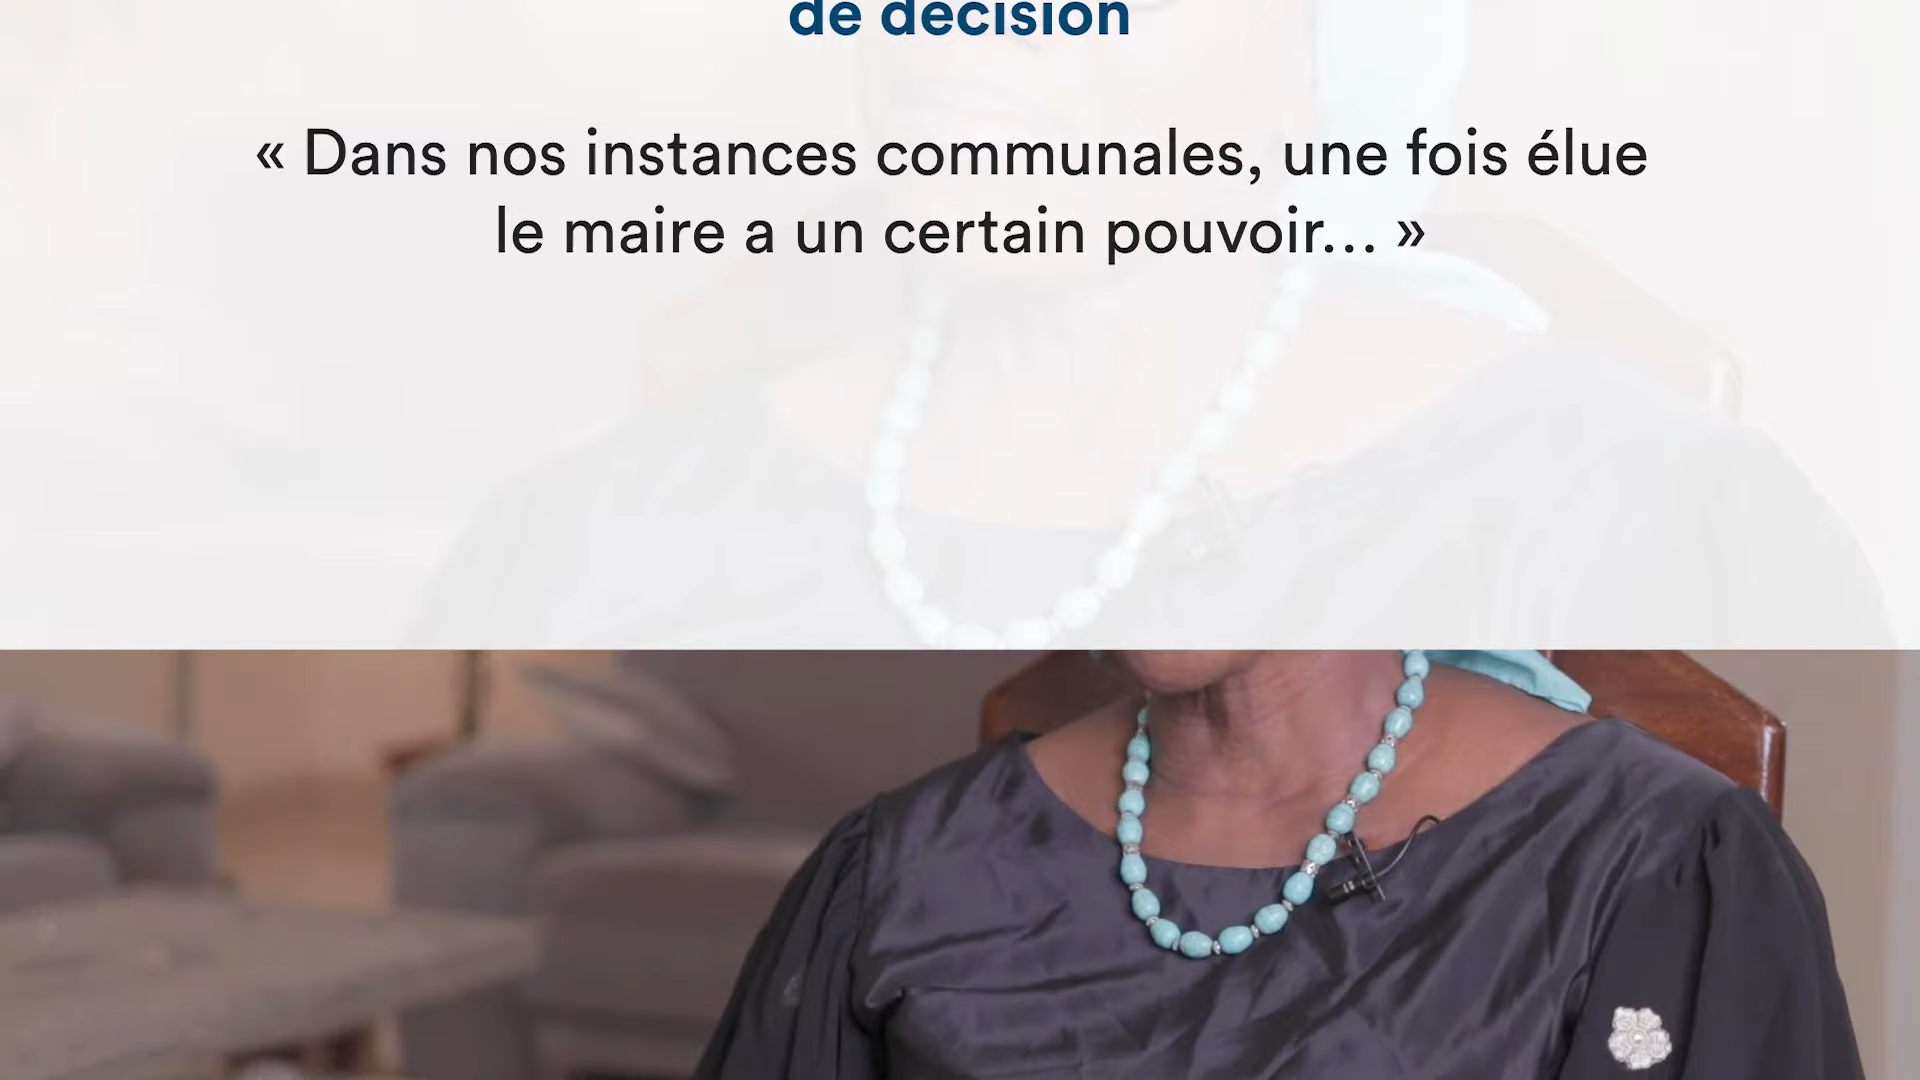 de décision
« Dans nos instances communales, une fois élue
le maire a un certain pouvoir... »